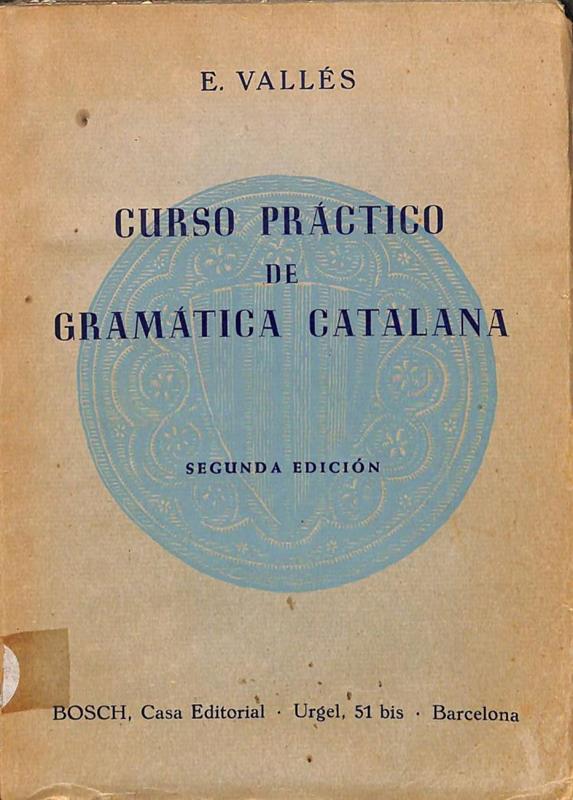 E. VALLÉS
CURSO PRÁCTICO
DE
GRAMÁTICA CATALANA
SEGUNDA EDICIÓN
BOSCH, Casa Editorial · Urgel, 51 bis · Barcelona